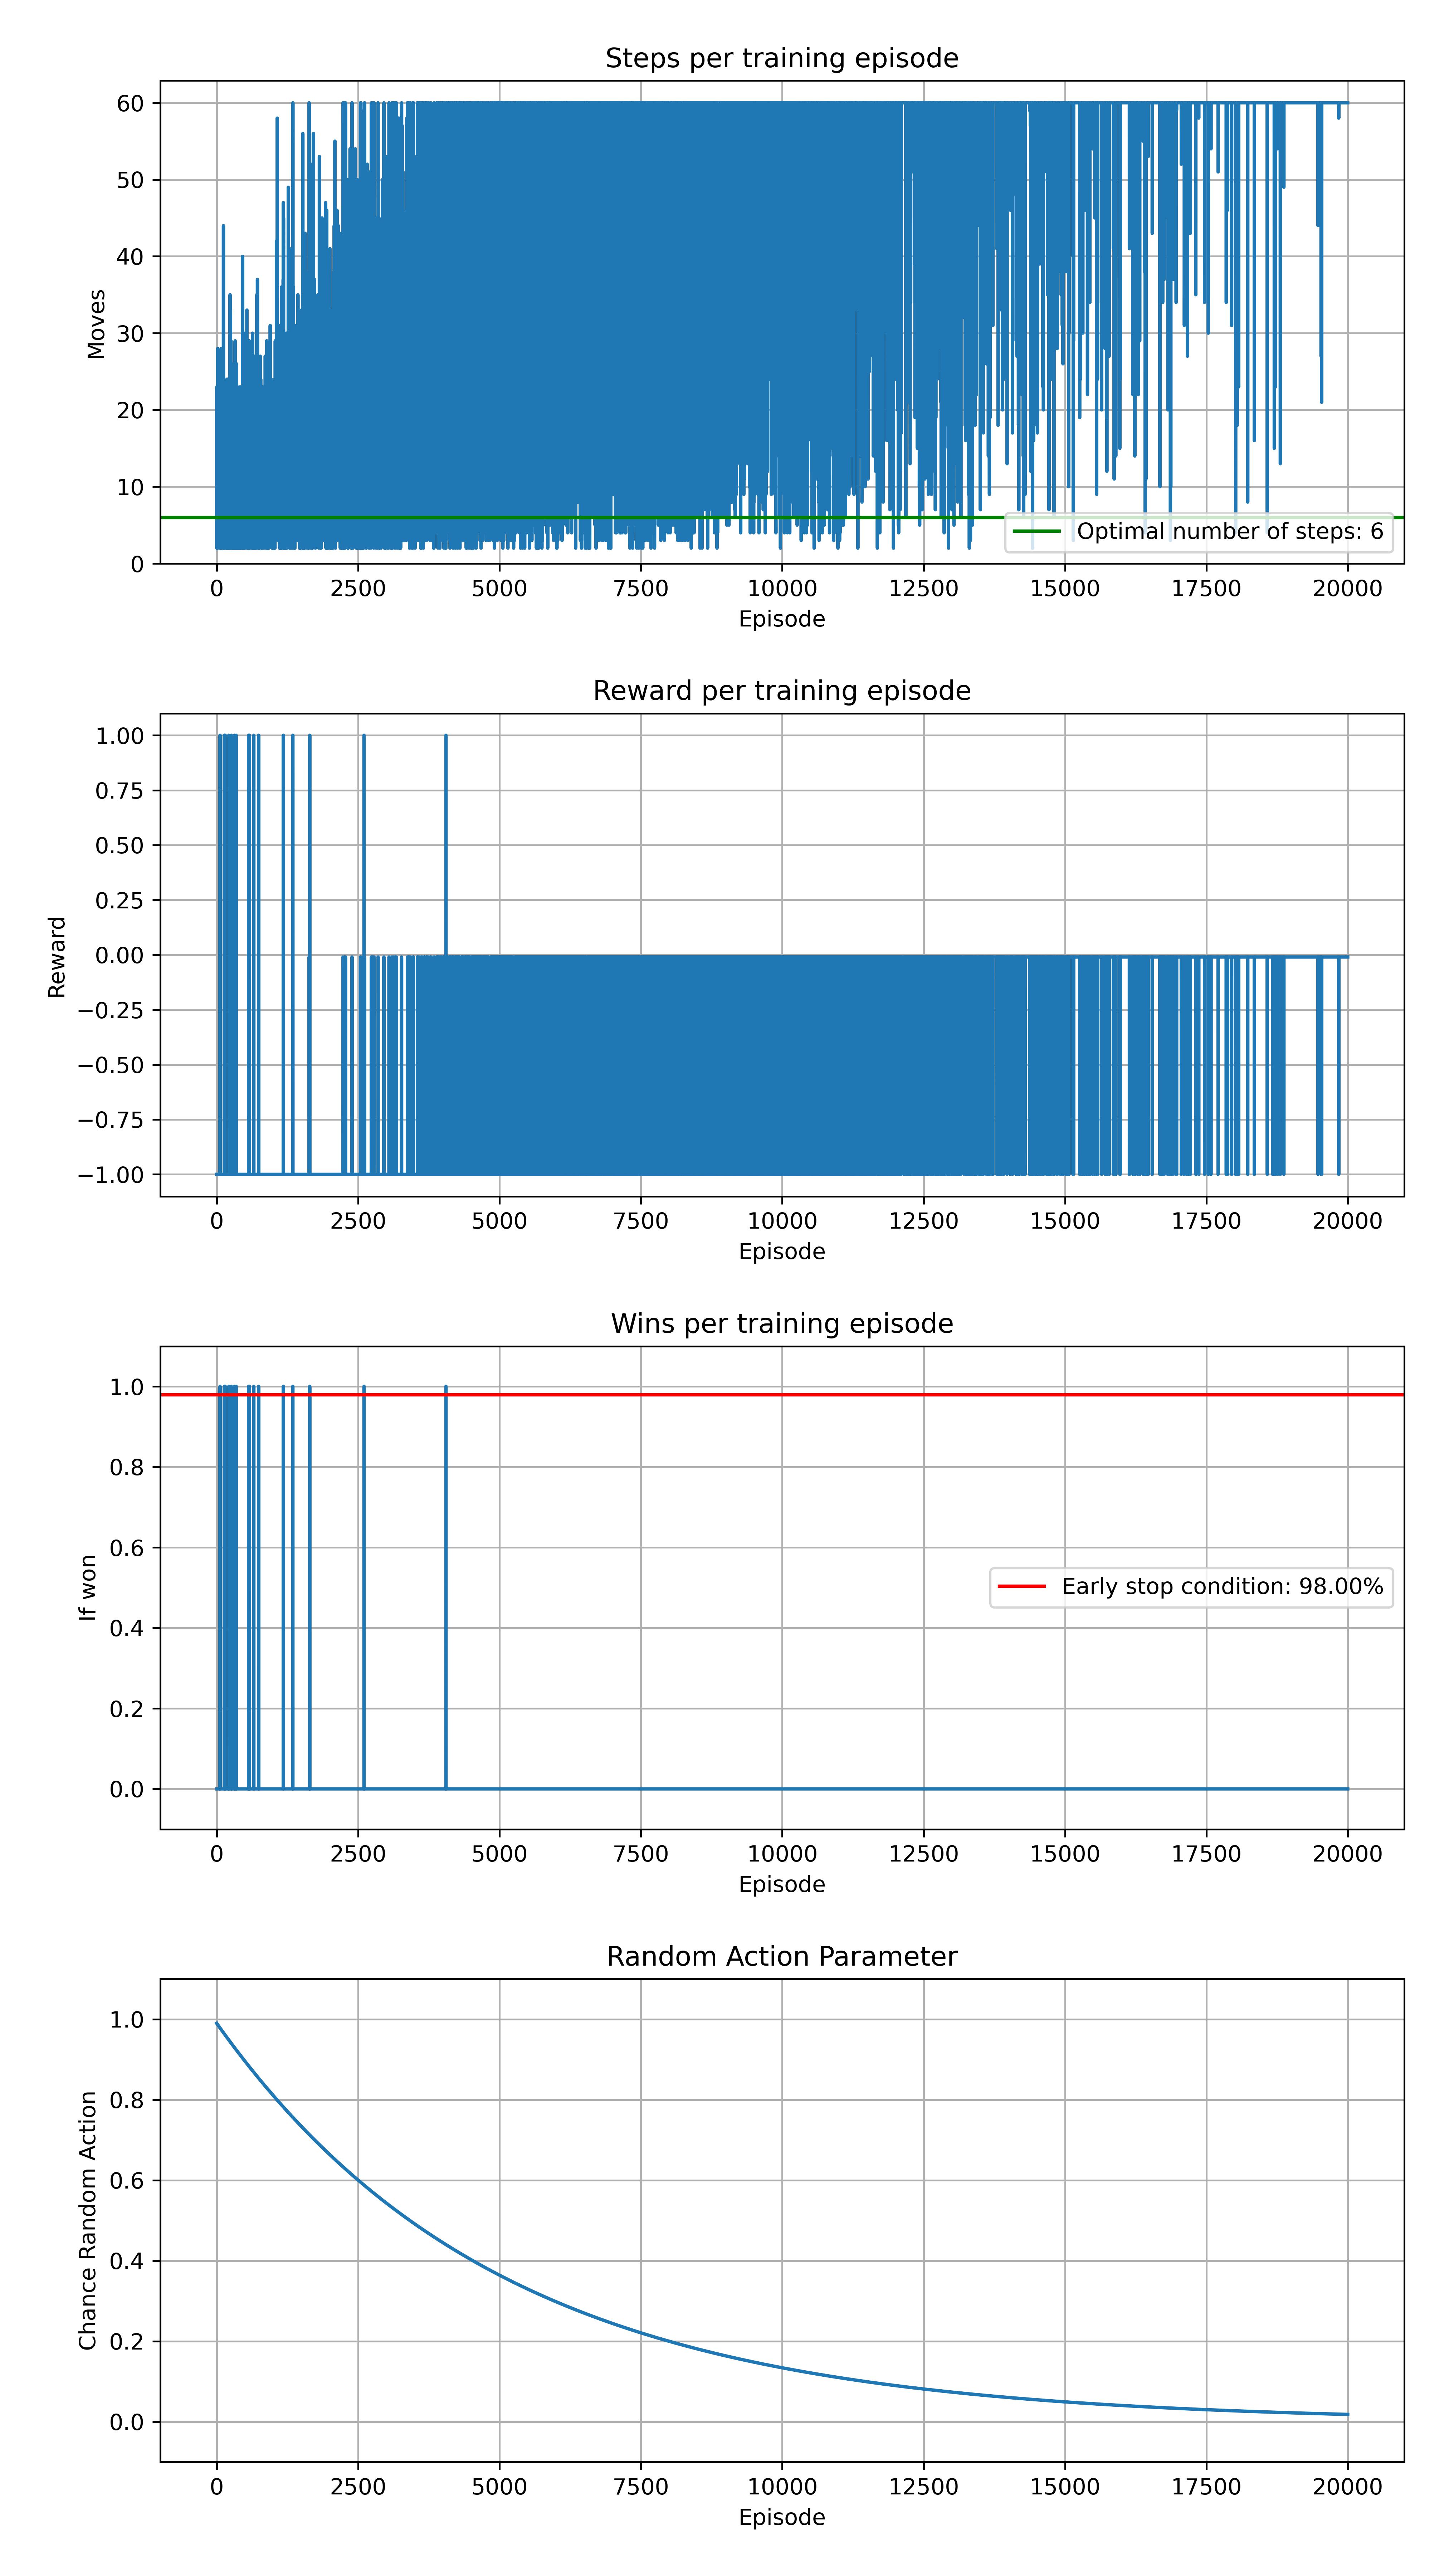 Steps per training episode
60
50
40
30
20
10
0
Moves
Optimal number of steps: 6
0 2500 5000 7500 10000 12500 15000 17500 20000
Episode
Reward per training episode
1.00
0.75
0.50
0.25
0.00
−0.25
−0.50
−0.75
−1.00
Reward
0 2500 5000 7500 10000 12500 15000 17500 20000
Episode
Wins per training episode
1.0
0.8
0.6
0.4
0.2
0.0
If won
Early stop condition: 98.00%
0 2500 5000 7500 10000 12500 15000 17500 20000
Episode
Random Action Parameter
1.0
0.8
0.6
0.4
0.2
0.0
Chance Random Action
0 2500 5000 7500 10000 12500 15000 17500 20000
Episode